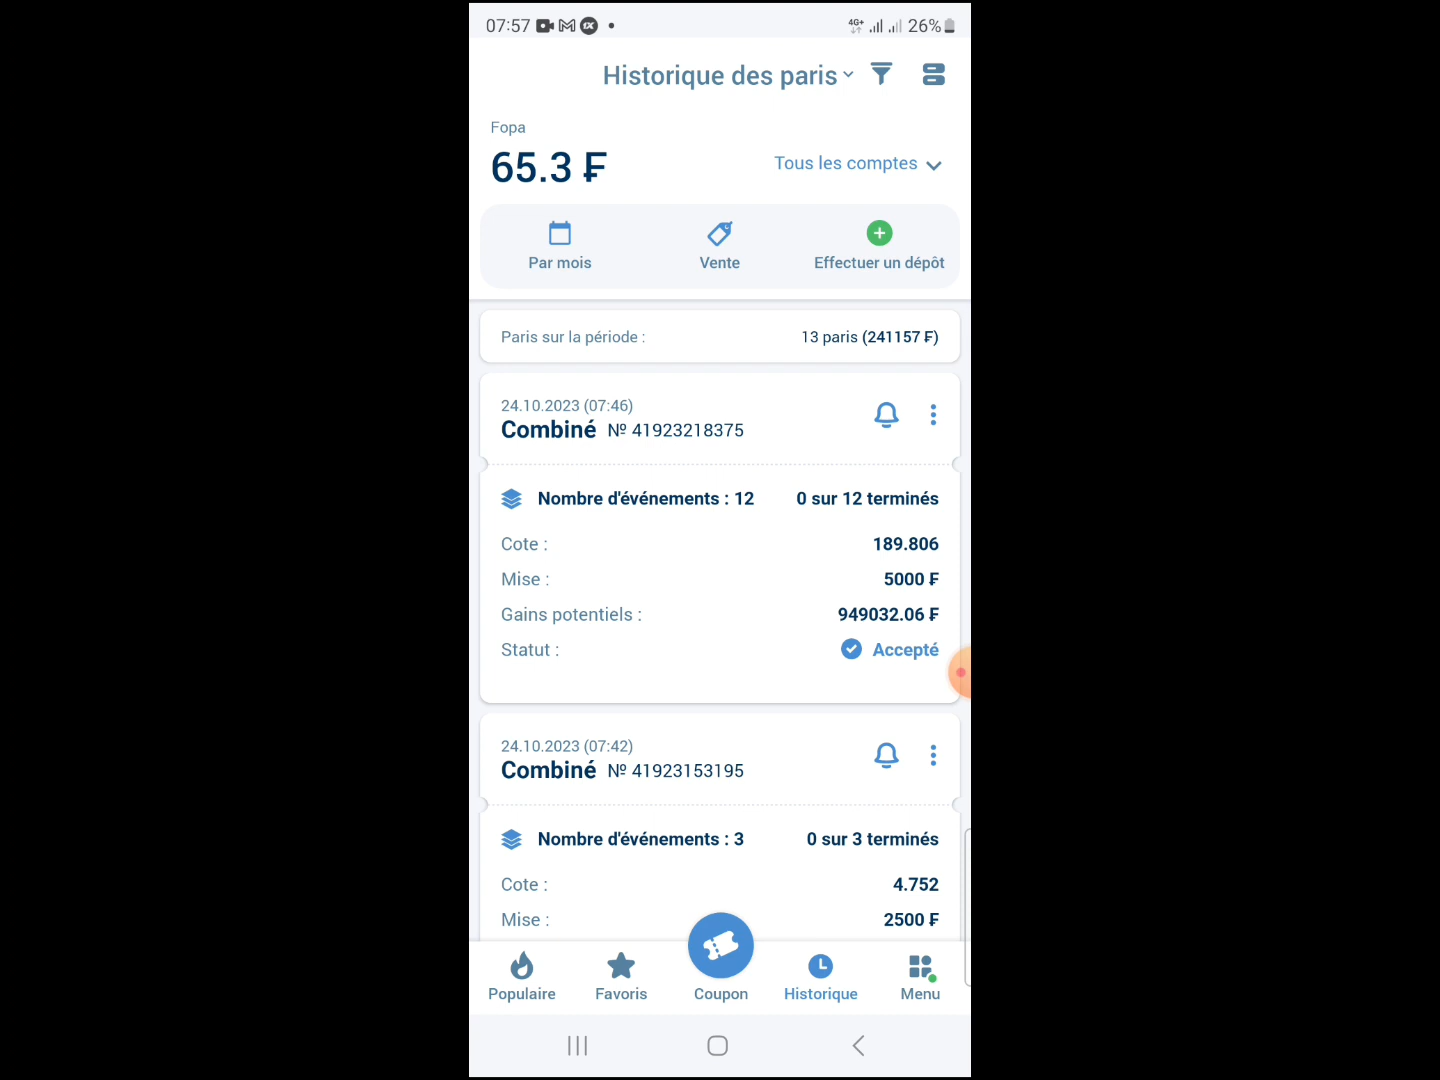 07:57 4G+ 26%
Historique des paris
Fopa
65.3 ₣
Tous les comptes
Par mois Vente Effectuer un dépôt
Paris sur la période : 13 paris (241157 ₣)
24.10.2023 (07:46)
Combiné № 41923218375
Nombre d'événements : 12 0 sur 12 terminés
Cote : 189.806
Mise : 5000 ₣
Gains potentiels : 949032.06 ₣
Statut : Accepté
24.10.2023 (07:42)
Combiné № 41923153195
Nombre d'événements : 3 0 sur 3 terminés
Cote : 4.752
Mise : 2500 ₣
Populaire Favoris Coupon Historique Menu